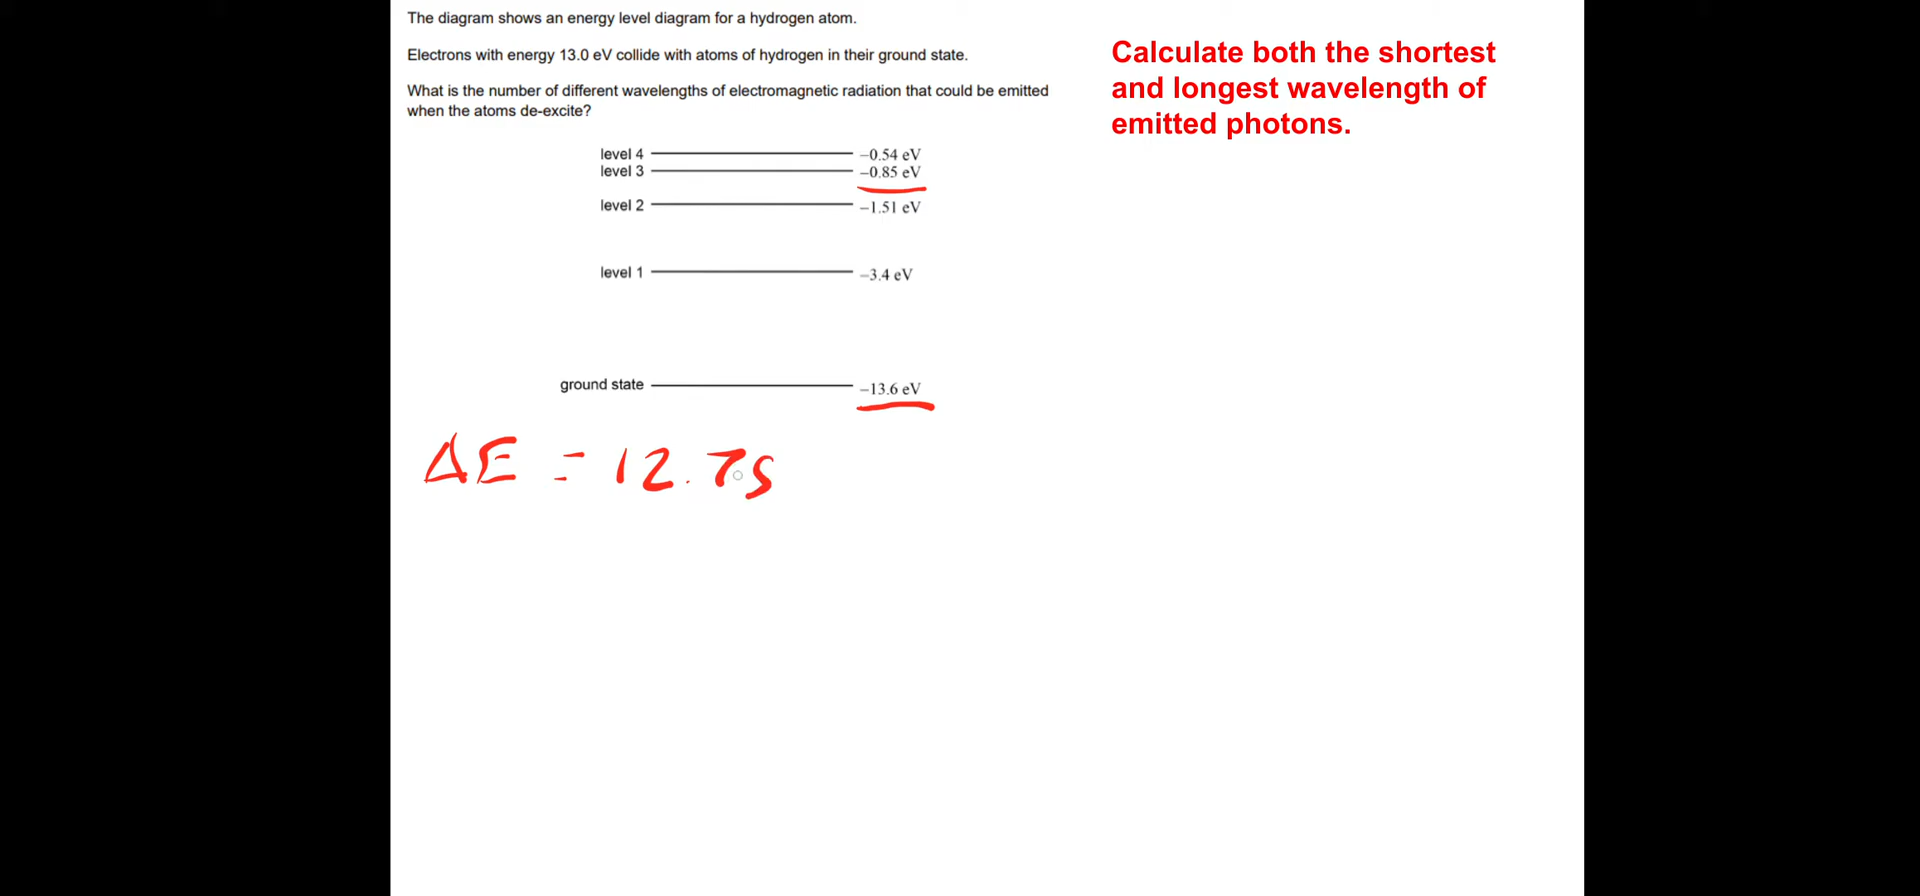 The diagram shows an energy level diagram for a hydrogen atom.
Electrons with energy 13.0 eV collide with atoms of hydrogen in their ground state.
What is the number of different wavelengths of electromagnetic radiation that could be emitted
when the atoms de-excite?
Calculate both the shortest
and longest wavelength of
emitted photons.
level 4 −0.54 eV
level 3 −0.85 eV
level 2 −1.51 eV
level 1 −3.4 eV
ground state −13.6 eV
ΔE = 12.75